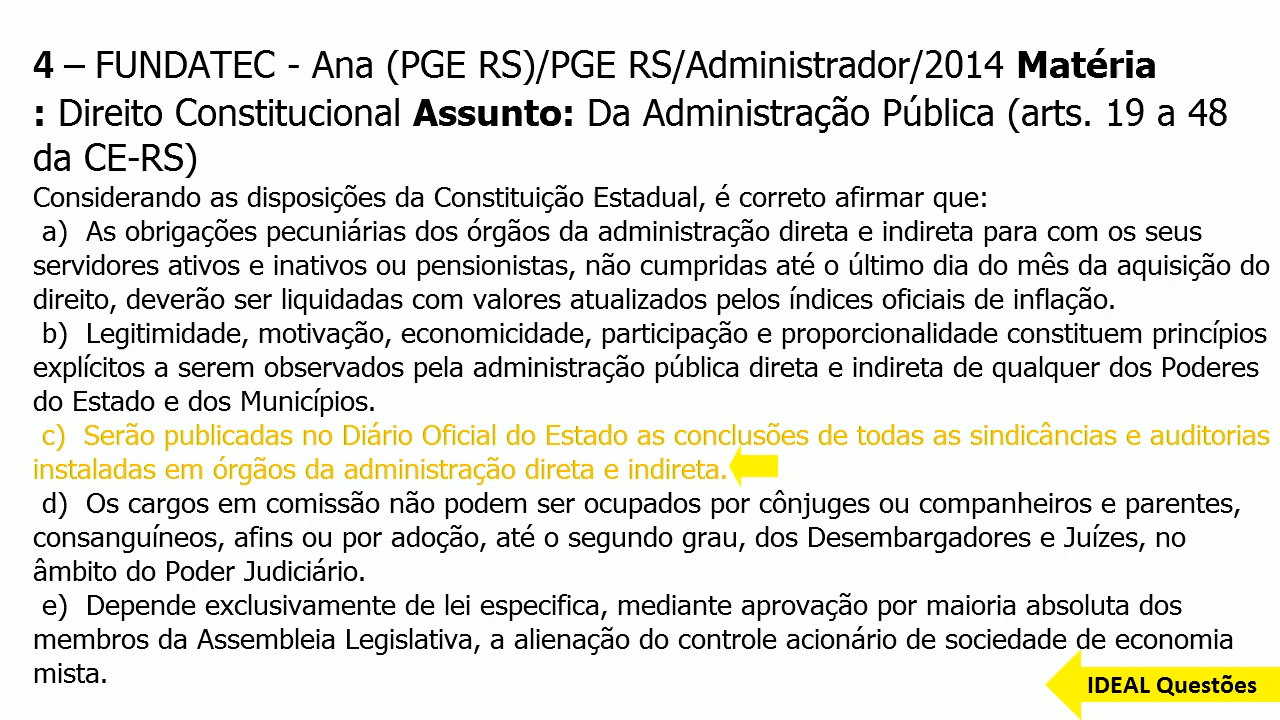 4 – FUNDATEC - Ana (PGE RS)/PGE RS/Administrador/2014 Matéria
: Direito Constitucional Assunto: Da Administração Pública (arts. 19 a 48
da CE-RS)
Considerando as disposições da Constituição Estadual, é correto afirmar que:
a) As obrigações pecuniárias dos órgãos da administração direta e indireta para com os seus
servidores ativos e inativos ou pensionistas, não cumpridas até o último dia do mês da aquisição do
direito, deverão ser liquidadas com valores atualizados pelos índices oficiais de inflação.
b) Legitimidade, motivação, economicidade, participação e proporcionalidade constituem princípios
explícitos a serem observados pela administração pública direta e indireta de qualquer dos Poderes
do Estado e dos Municípios.
c) Serão publicadas no Diário Oficial do Estado as conclusões de todas as sindicâncias e auditorias
instaladas em órgãos da administração direta e indireta.
d) Os cargos em comissão não podem ser ocupados por cônjuges ou companheiros e parentes,
consanguíneos, afins ou por adoção, até o segundo grau, dos Desembargadores e Juízes, no
âmbito do Poder Judiciário.
e) Depende exclusivamente de lei especifica, mediante aprovação por maioria absoluta dos
membros da Assembleia Legislativa, a alienação do controle acionário de sociedade de economia
mista.
IDEAL Questões